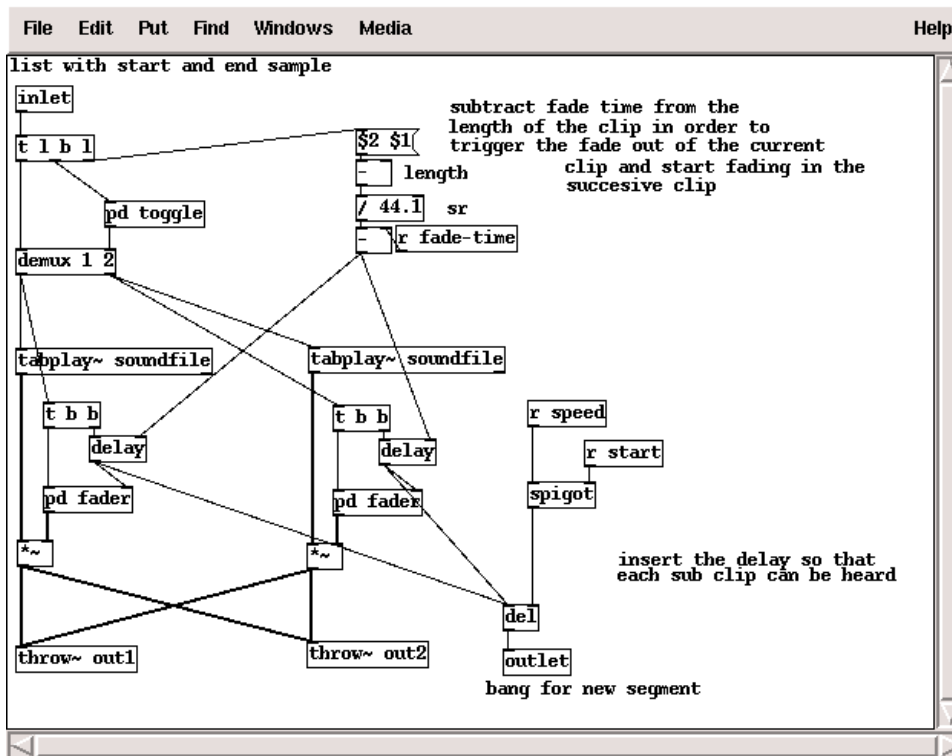 File Edit Put Find Windows Media Help
list with start and end sample
inlet
subtract fade time from the
length of the clip in order to
trigger the fade out of the current
clip and start fading in the
succesive clip
t l b l
$2 $1
- length
/ 44.1 sr
pd toggle
- r fade-time
demux 1 2
tabplay~ soundfile
tabplay~ soundfile
t b b
t b b
r speed
delay
delay
r start
pd fader
pd fader
spigot
*~
*~
insert the delay so that
each sub clip can be heard
del
throw~ out1
throw~ out2
outlet
bang for new segment